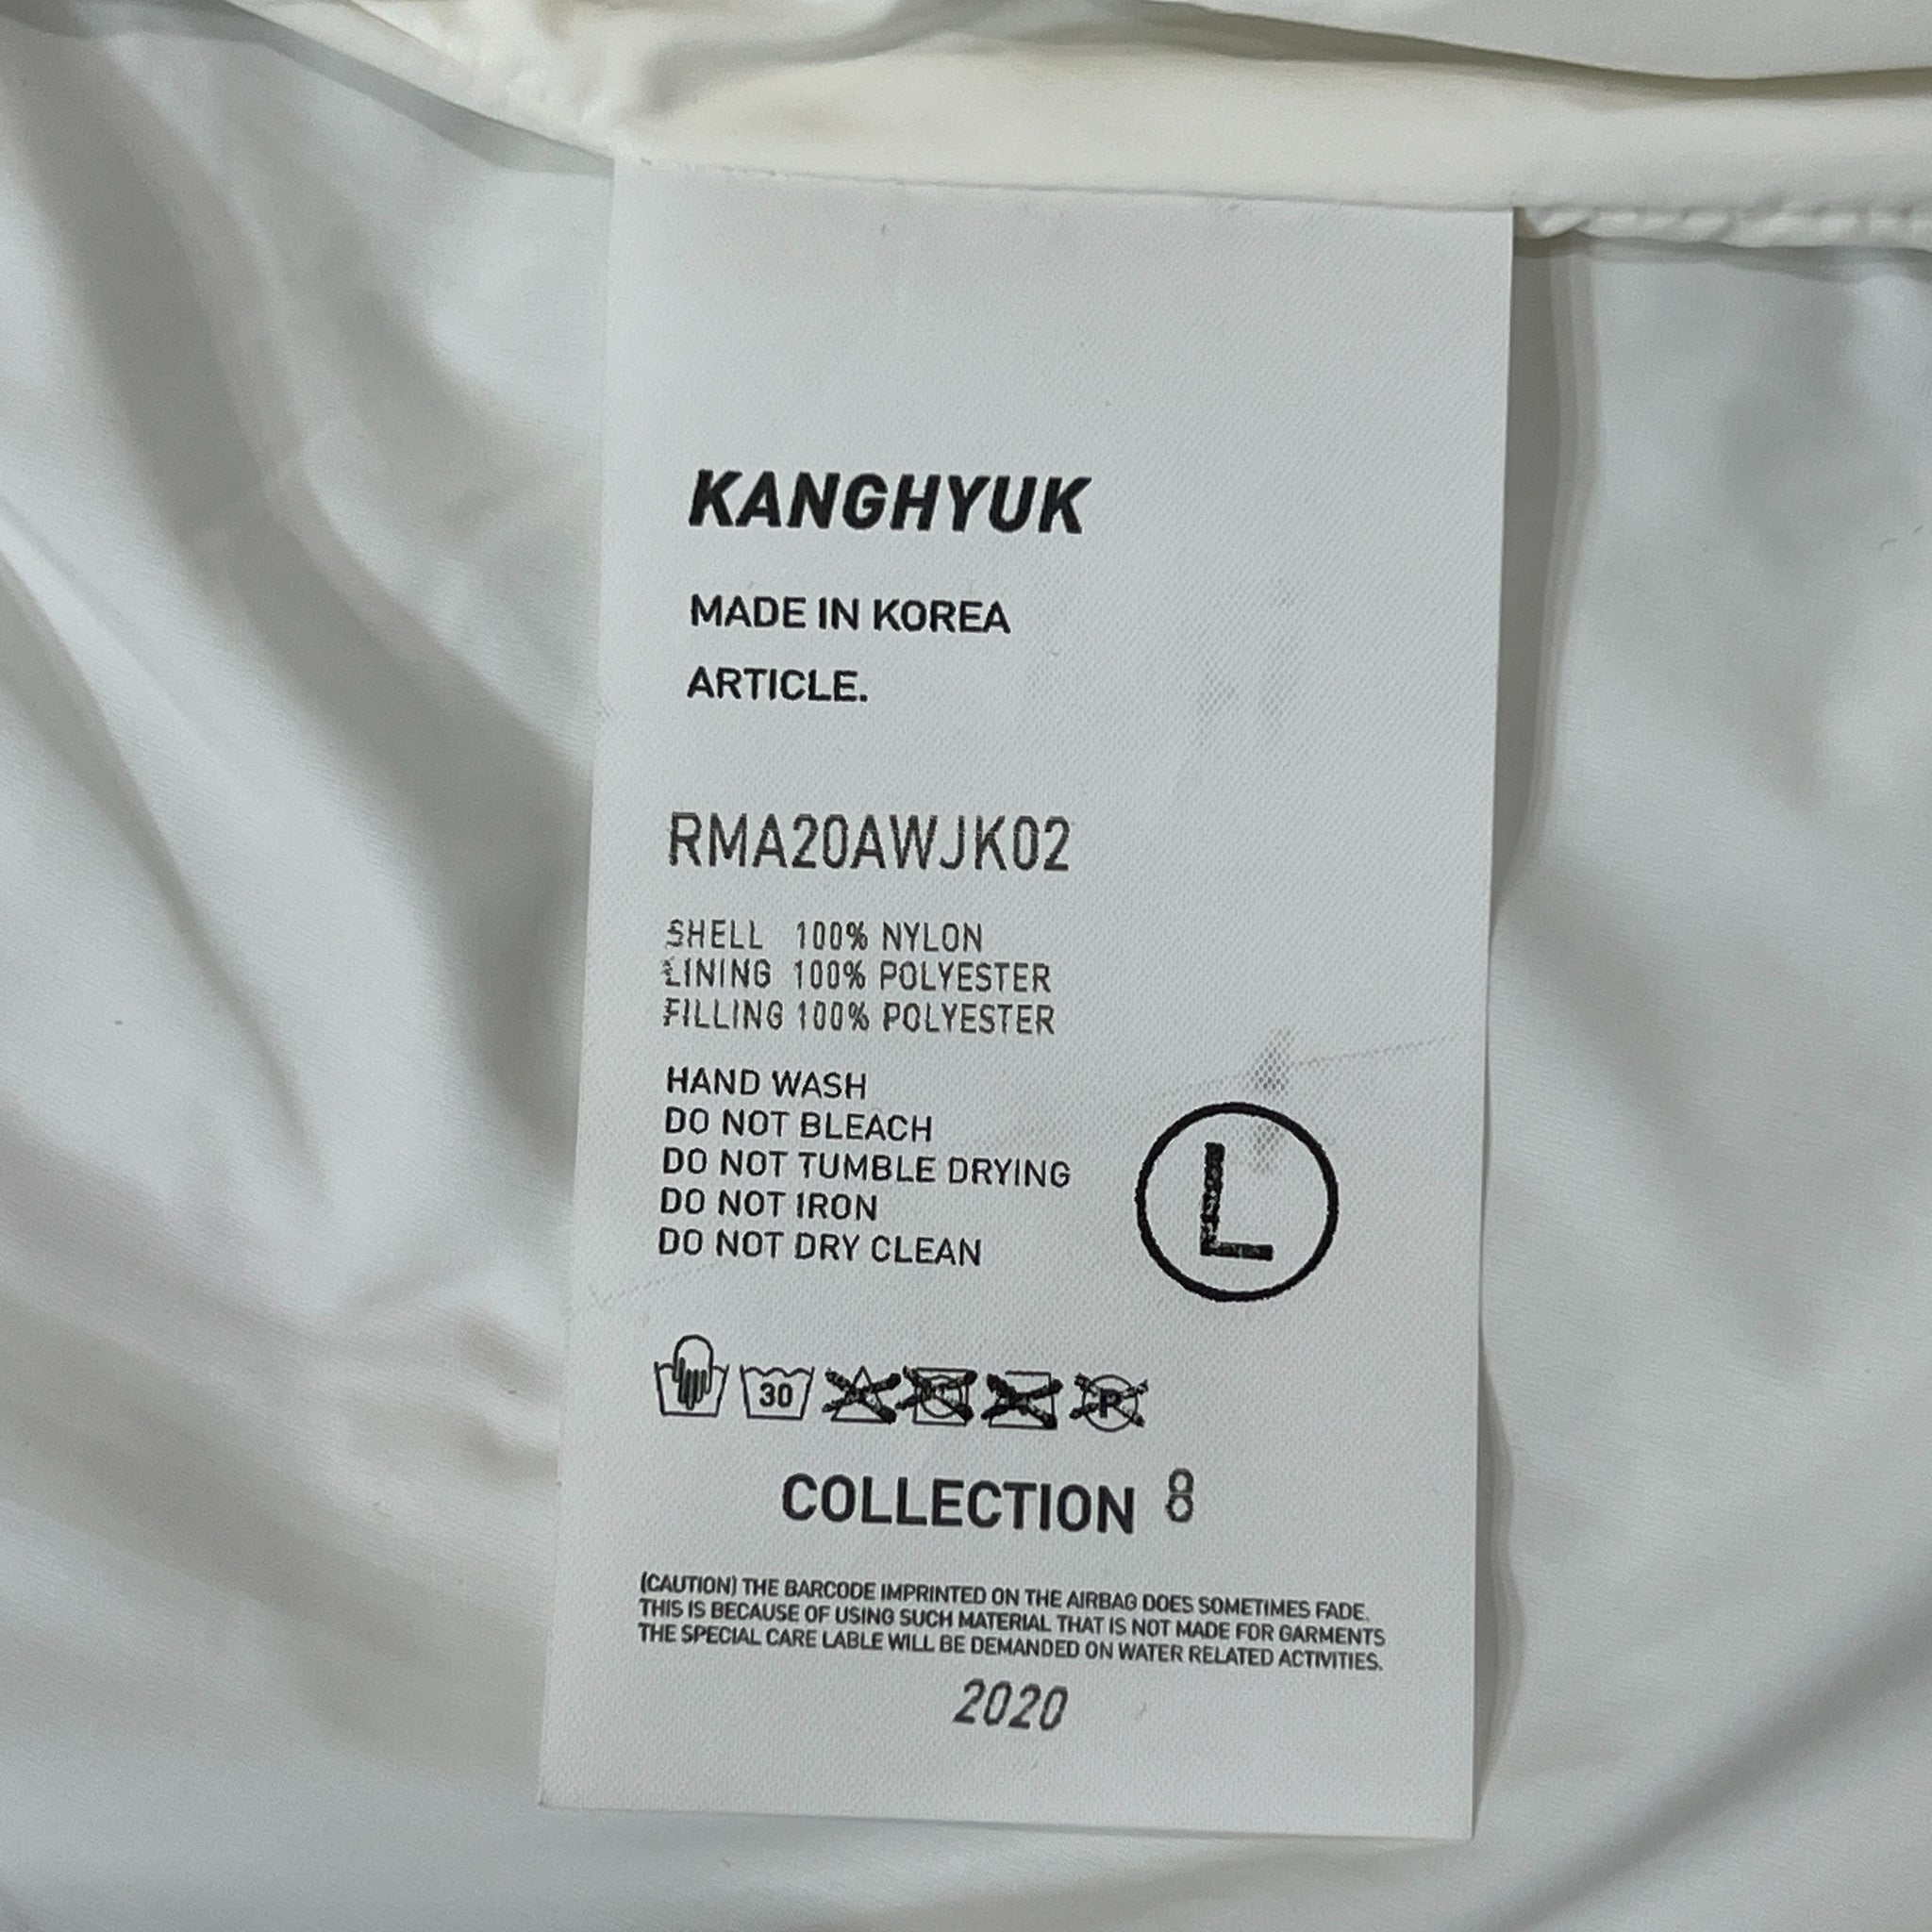 KANGHYUK
MADE IN KOREA
ARTICLE.
RMA20AWJK02
SHELL 100% NYLON
LINING 100% POLYESTER
FILLING 100% POLYESTER
HAND WASH
DO NOT BLEACH
DO NOT TUMBLE DRYING
DO NOT IRON
DO NOT DRY CLEAN
L
30 P
COLLECTION 8
(CAUTION) THE BARCODE IMPRINTED ON THE AIRBAG DOES SOMETIMES FADE.
THIS IS BECAUSE OF USING SUCH MATERIAL THAT IS NOT MADE FOR GARMENTS
THE SPECIAL CARE LABLE WILL BE DEMANDED ON WATER RELATED ACTIVITIES.
2020